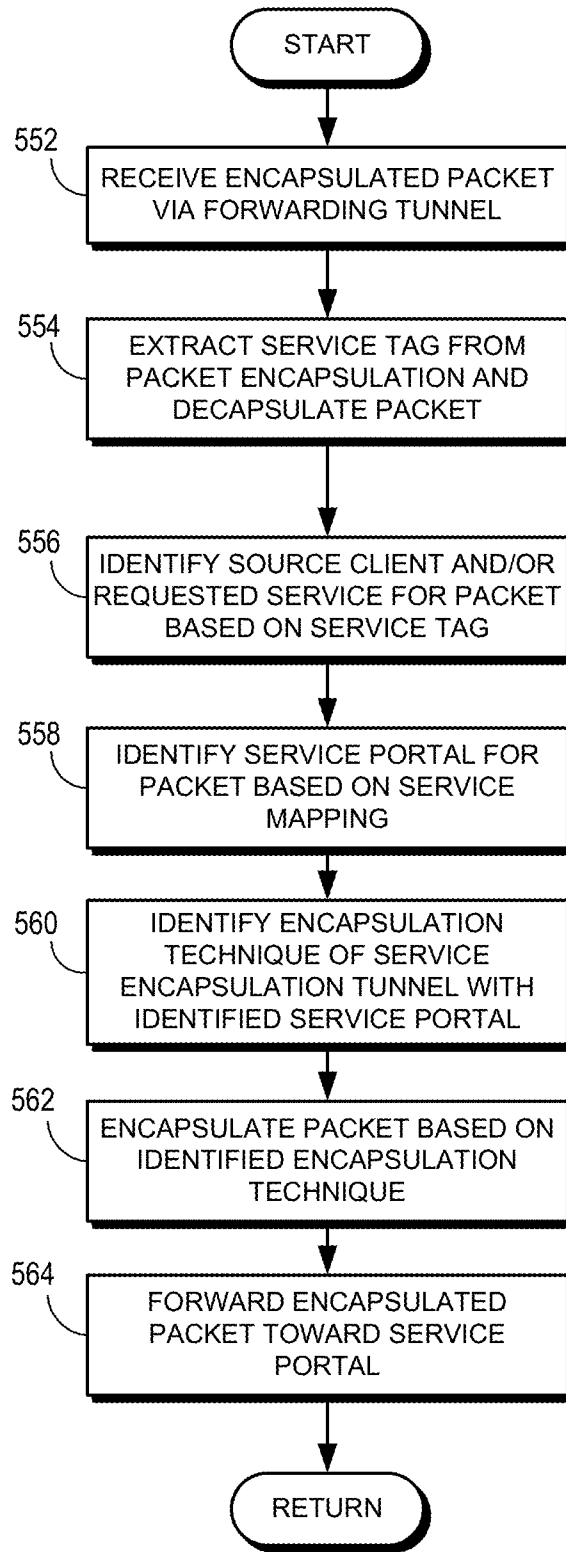 START
552
RECEIVE ENCAPSULATED PACKET
VIA FORWARDING TUNNEL
554
EXTRACT SERVICE TAG FROM
PACKET ENCAPSULATION AND
DECAPSULATE PACKET
556
IDENTIFY SOURCE CLIENT AND/OR
REQUESTED SERVICE FOR PACKET
BASED ON SERVICE TAG
558
IDENTIFY SERVICE PORTAL FOR
PACKET BASED ON SERVICE
MAPPING
560
IDENTIFY ENCAPSULATION
TECHNIQUE OF SERVICE
ENCAPSULATION TUNNEL WITH
IDENTIFIED SERVICE PORTAL
562
ENCAPSULATE PACKET BASED ON
IDENTIFIED ENCAPSULATION
TECHNIQUE
564
FORWARD ENCAPSULATED
PACKET TOWARD SERVICE
PORTAL
RETURN